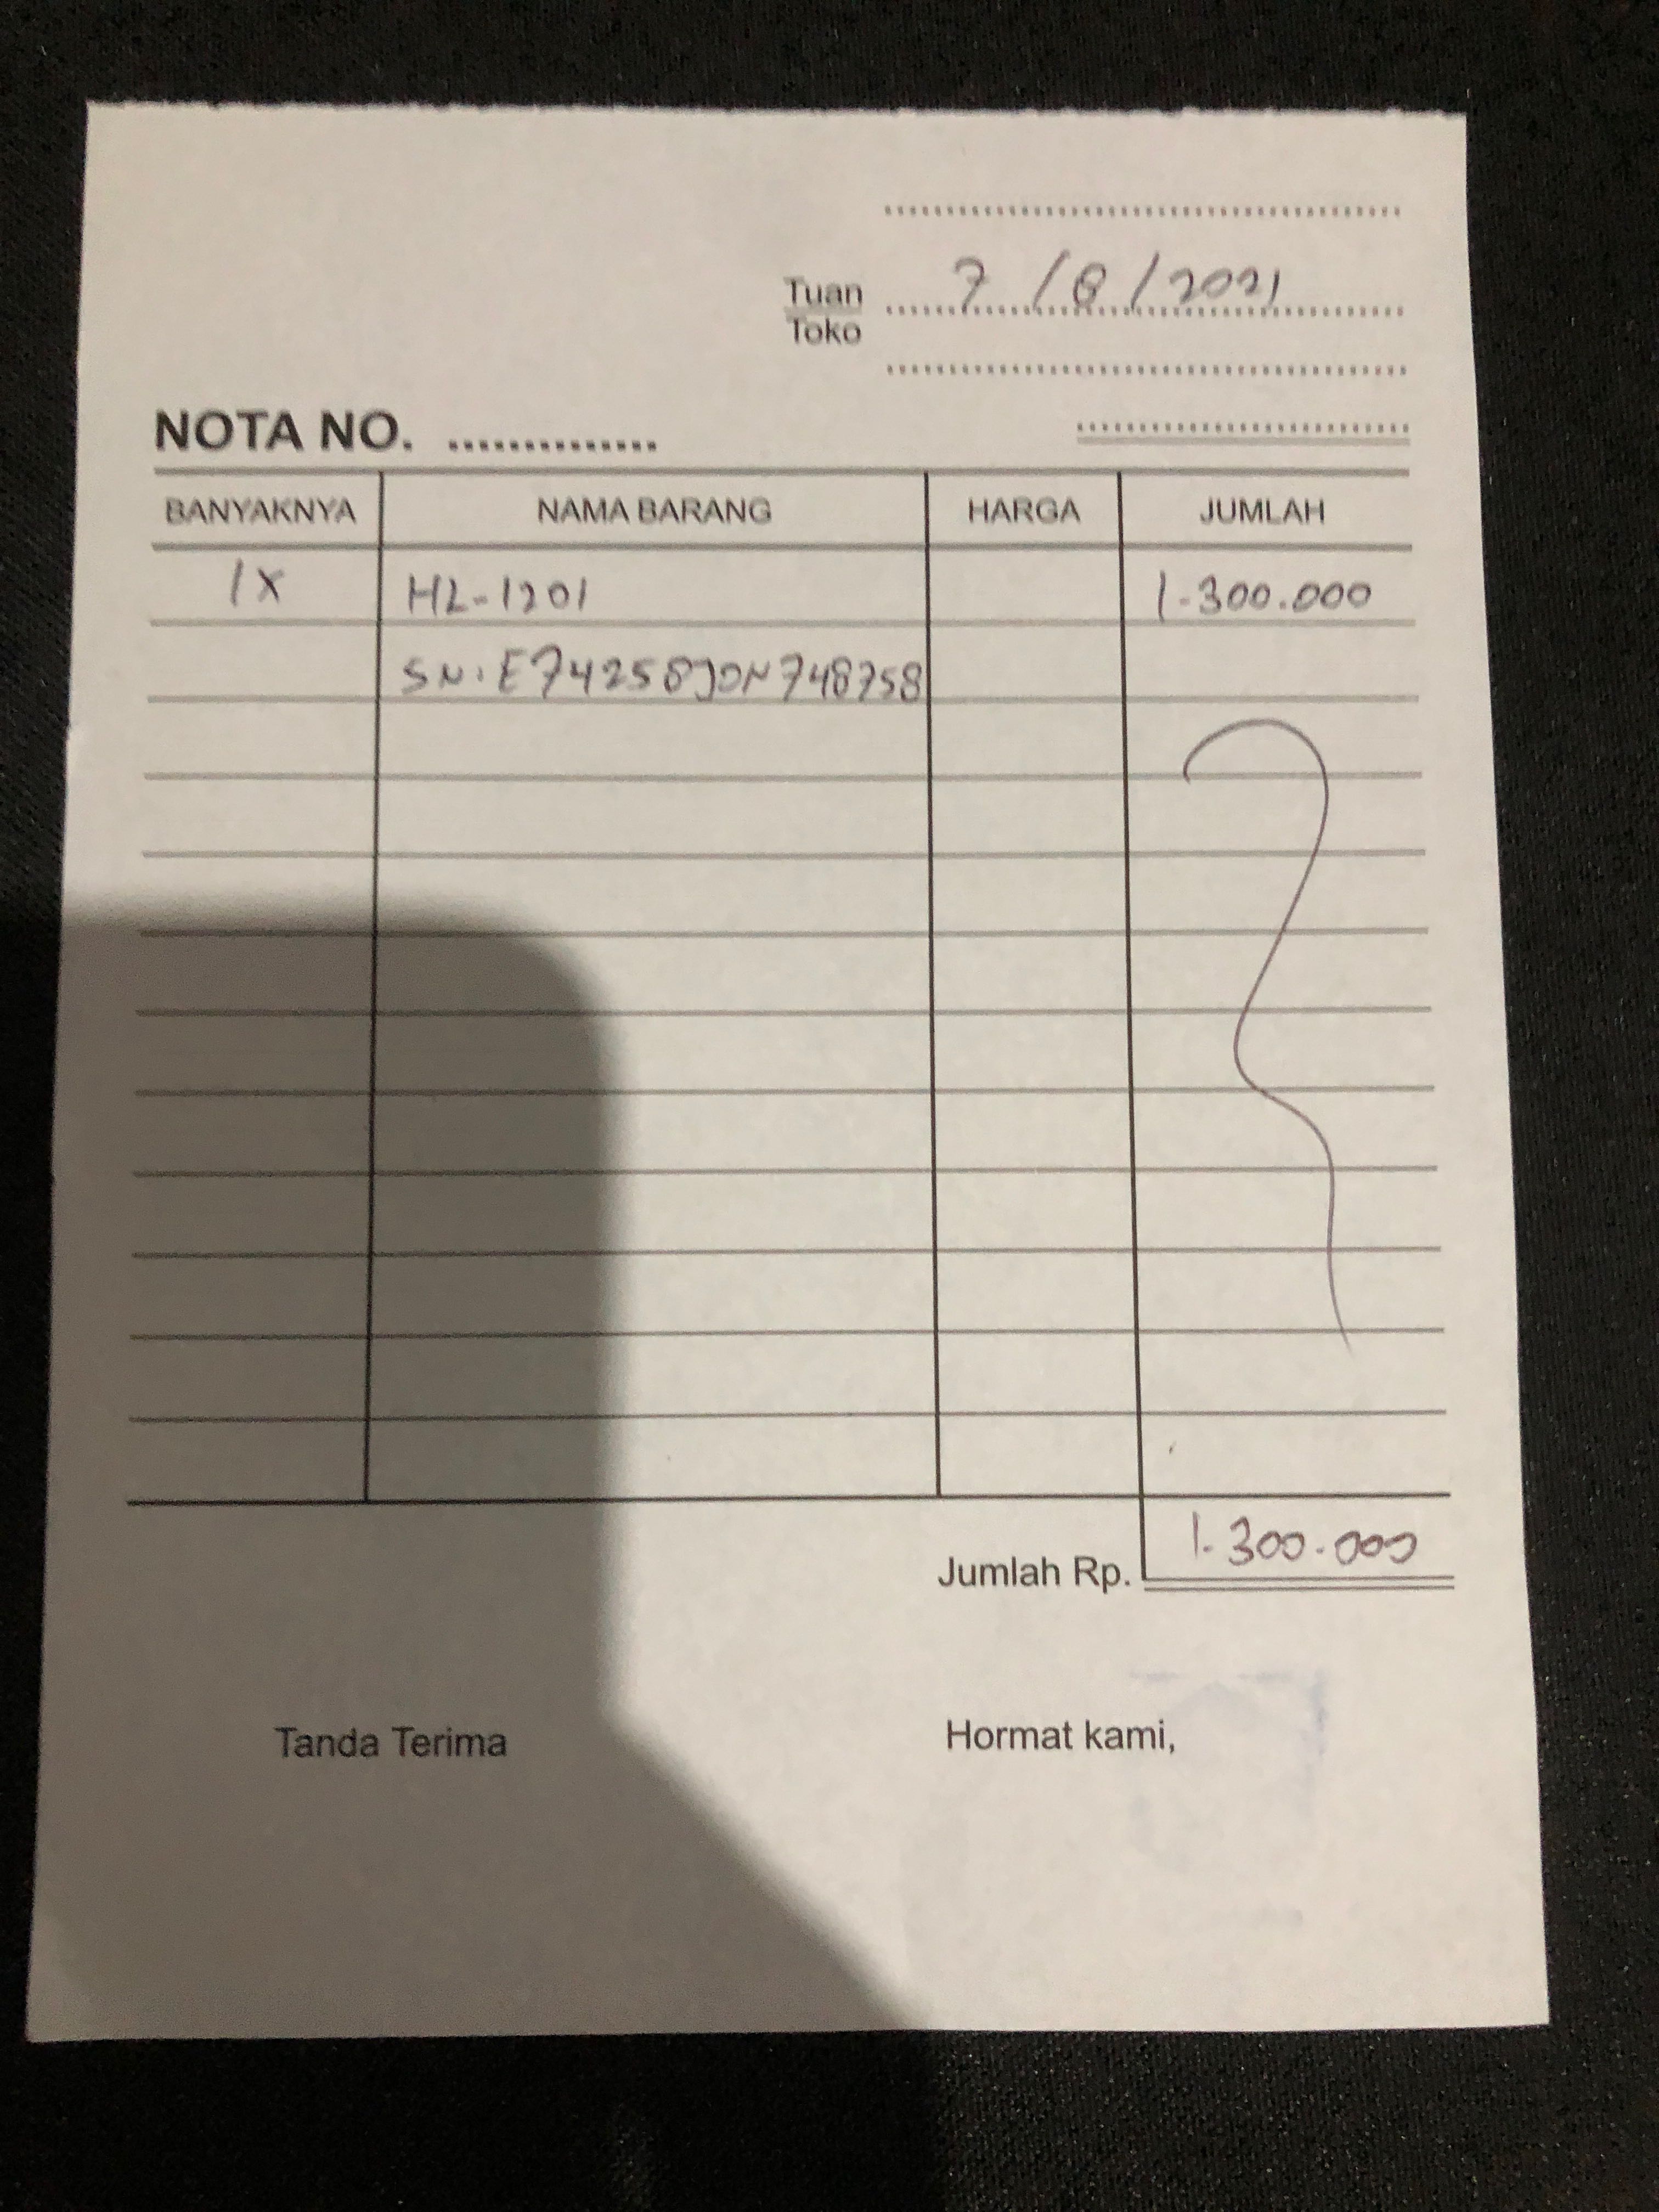 Tuan 7/8/2021
Toko
NOTA NO. ..............
BANYAKNYA NAMA BARANG HARGA JUMLAH
1X HL-1201 1.300.000
SN: E74258JON748758
Jumlah Rp. 1.300.000
Tanda Terima Hormat kami,